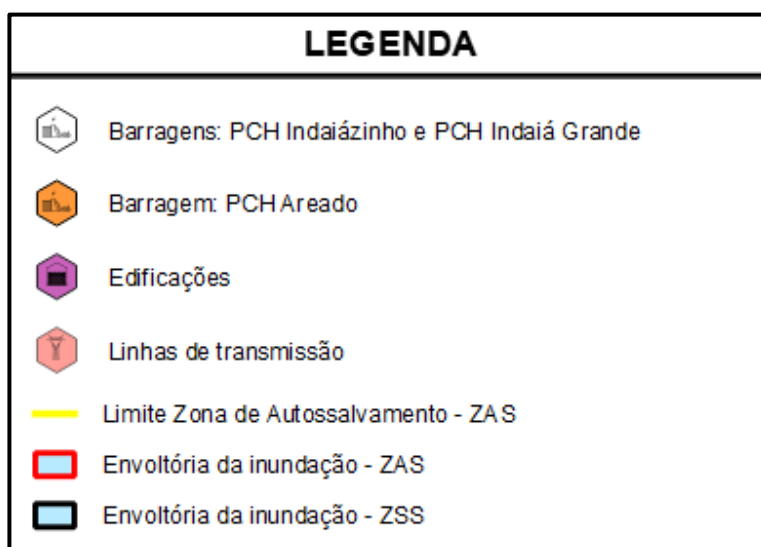 LEGENDA
Barragens: PCH Indaiázinho e PCH Indaiá Grande
Barragem: PCH Areado
Edificações
Linhas de transmissão
Limite Zona de Autossalvamento - ZAS
Envoltória da inundação - ZAS
Envoltória da inundação - ZSS